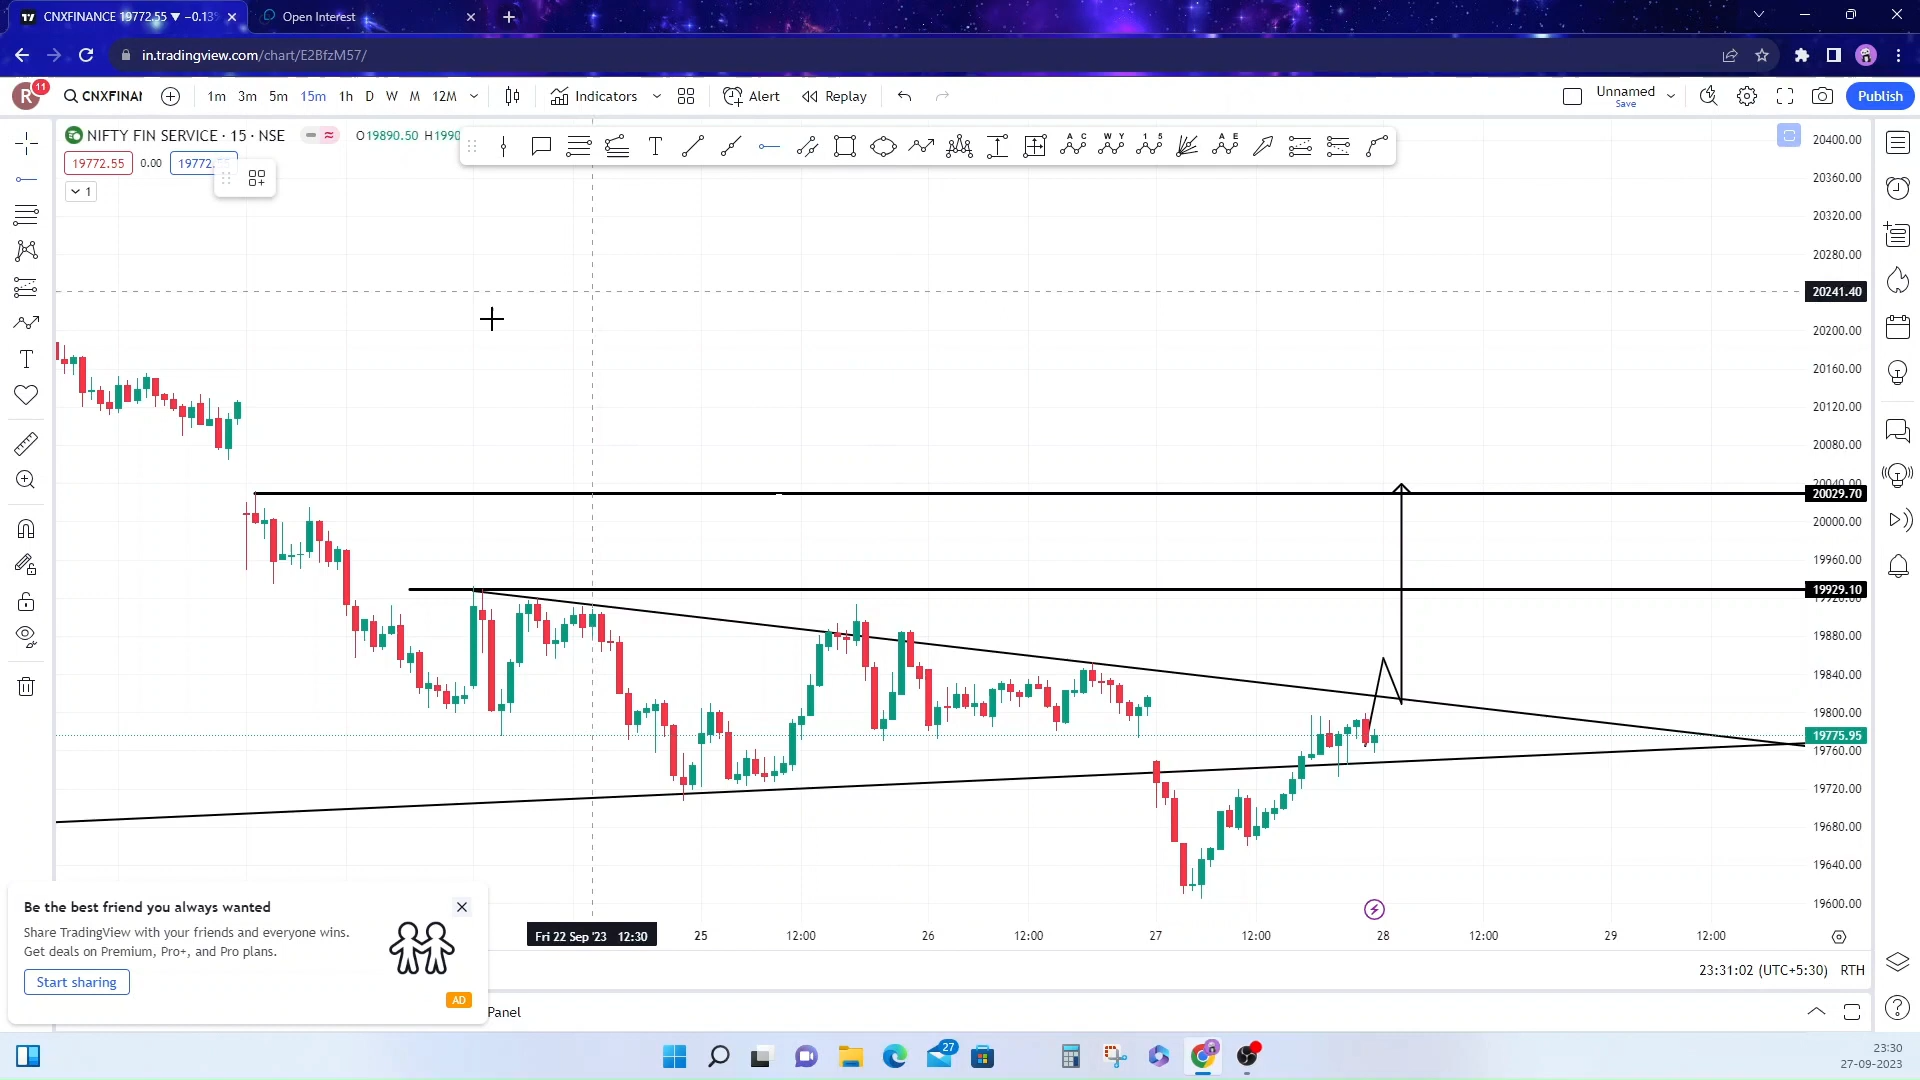 CNXFINANCE 19772.55 ▼ −0.13%
Open Interest
in.tradingview.com/chart/E2BfzM57/
R
11
CNXFINAN
1m 3m 5m 15m 1h D W M 12M
Indicators
Alert
Replay
Unnamed
Save
Publish
NIFTY FIN SERVICE · 15 · NSE
O19890.50 H1990
19772.55
0.00
19772.
1
20400.00
20360.00
20320.00
20280.00
20241.40
20200.00
20160.00
20120.00
20080.00
20040.00
20029.70
20000.00
19960.00
19929.10
19920.00
19880.00
19840.00
19800.00
19775.95
19760.00
19720.00
19680.00
19640.00
19600.00
Fri 22 Sep '23 12:30
25 12:00 26 12:00 27 12:00 28 12:00 29 12:00
Be the best friend you always wanted
Share TradingView with your friends and everyone wins.
Get deals on Premium, Pro+, and Pro plans.
Start sharing
AD
23:31:02 (UTC+5:30) RTH
Panel
27
23:30
27-09-2023